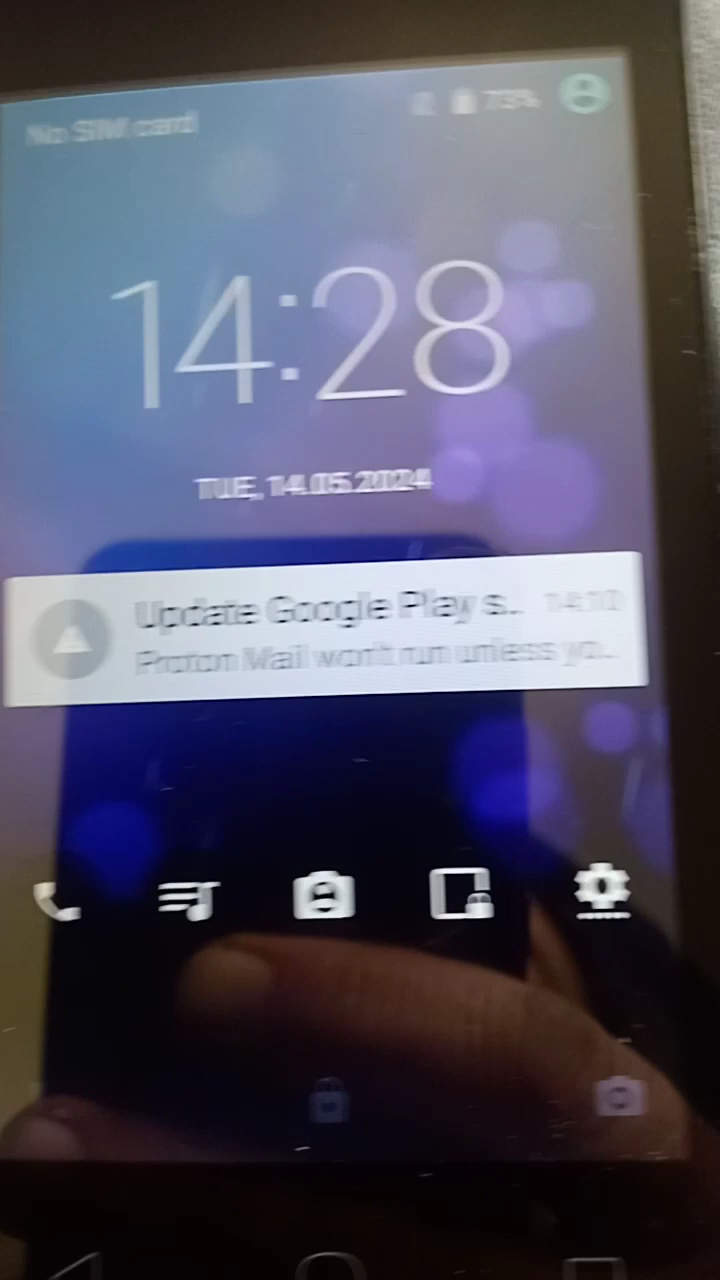 No SIM card
73%
14:28
TUE, 14.05.2024
Update Google Play s.. 14:10
Proton Mail won't run unless yo...